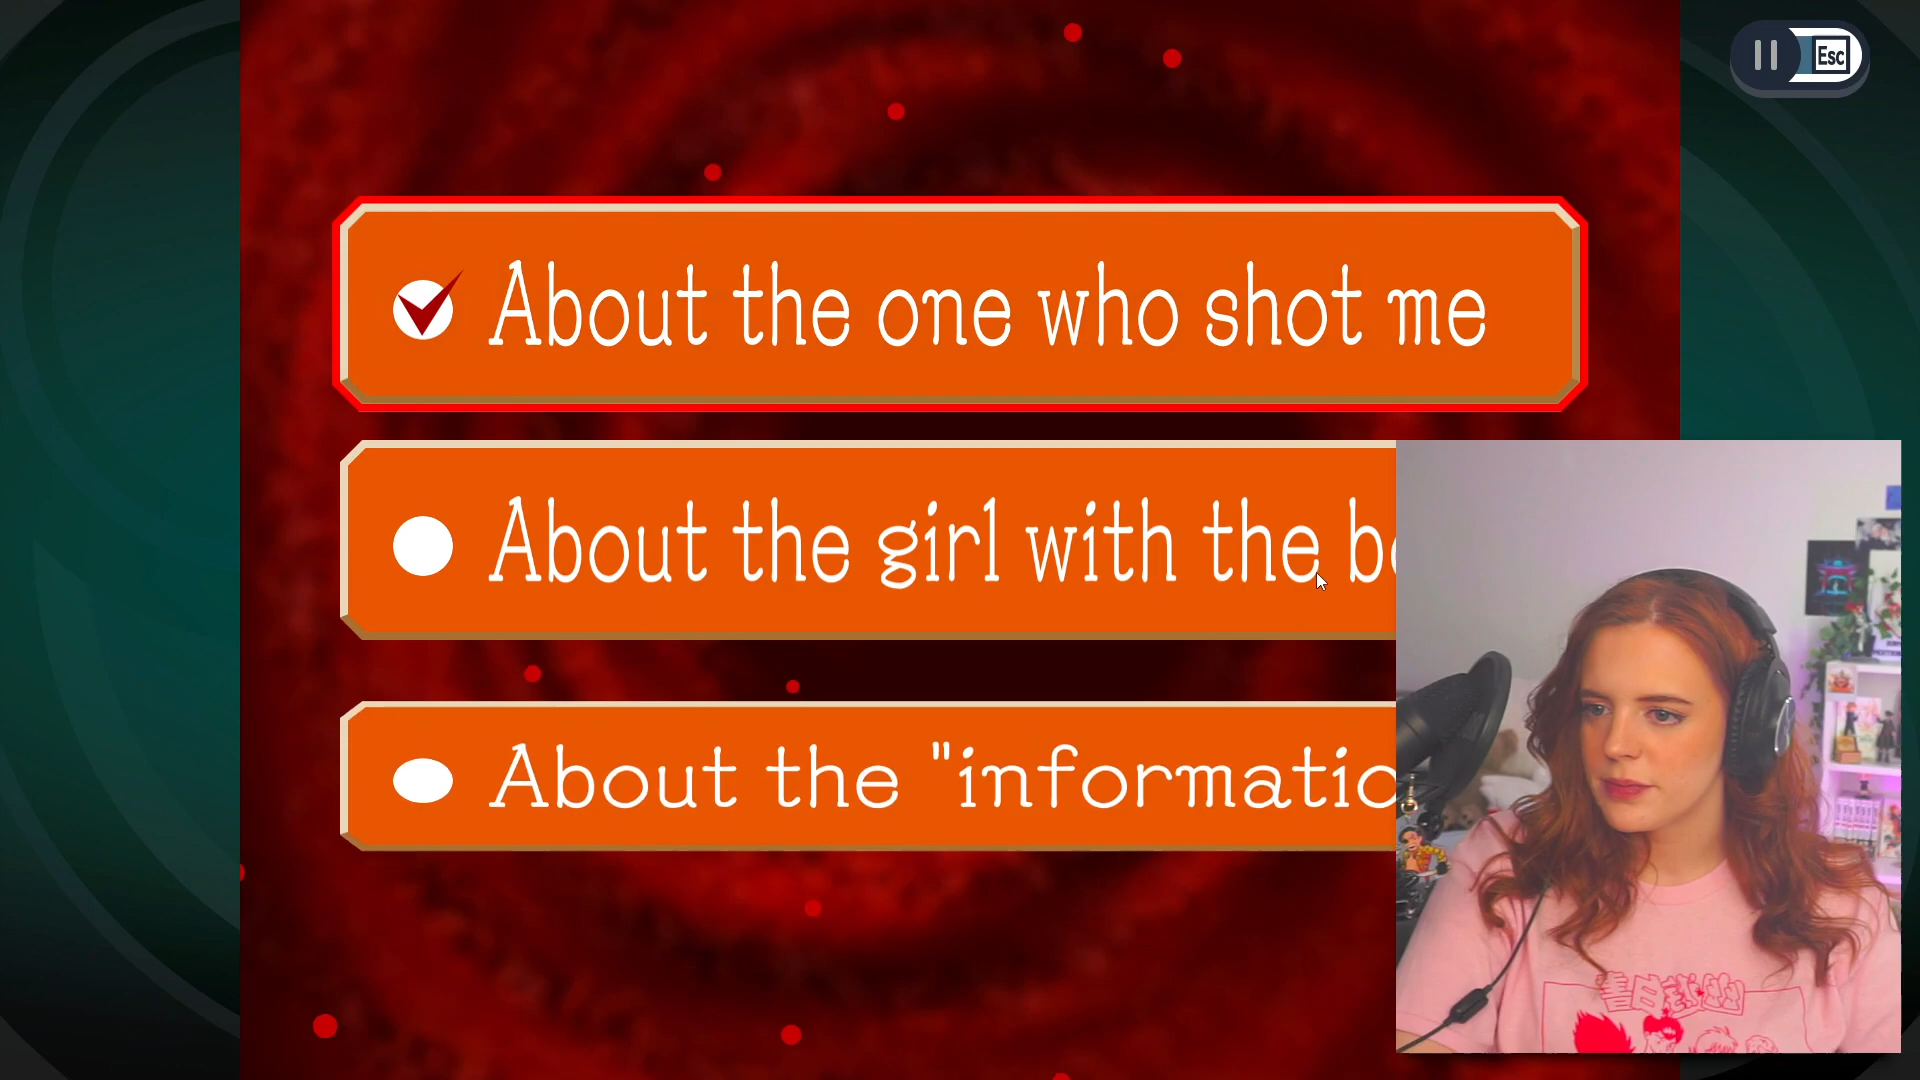 Esc
About the one who shot me
About the girl with the
About the "informatio